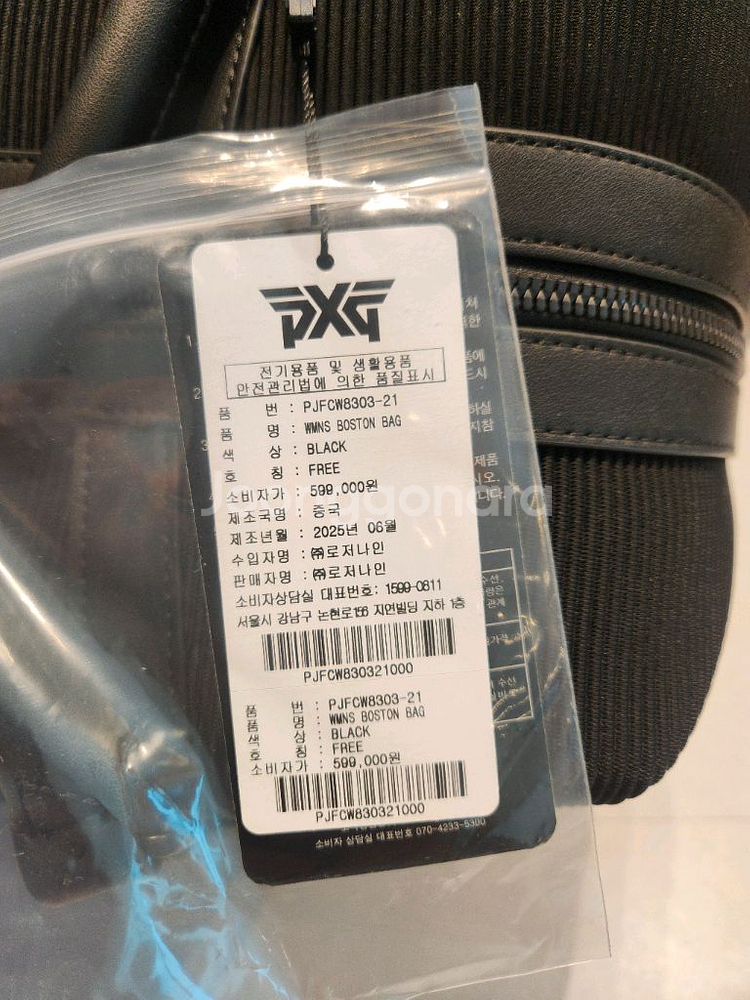 PXG
전기용품 및 생활용품
안전관리법에 의한 품질표시
품 번 : PJFCW8303-21
품 명 : WMNS BOSTON BAG
색 상 : BLACK
호 칭 : FREE
소비자가 : 599,000원
제조국명 : 중국
제조년월 : 2025년 06월
수입자명 : ㈜로저나인
판매자명 : ㈜로저나인
소비자상담실 대표번호: 1599-0811
서울시 강남구 논현로156 지연빌딩 지하 1층
PJFCW830321000
품 번 : PJFCW8303-21
품 명 : WMNS BOSTON BAG
색 상 : BLACK
호 칭 : FREE
소비자가 : 599,000원
PJFCW830321000
소비자 상담실 대표번호 070-4233-5300
Joonggonara